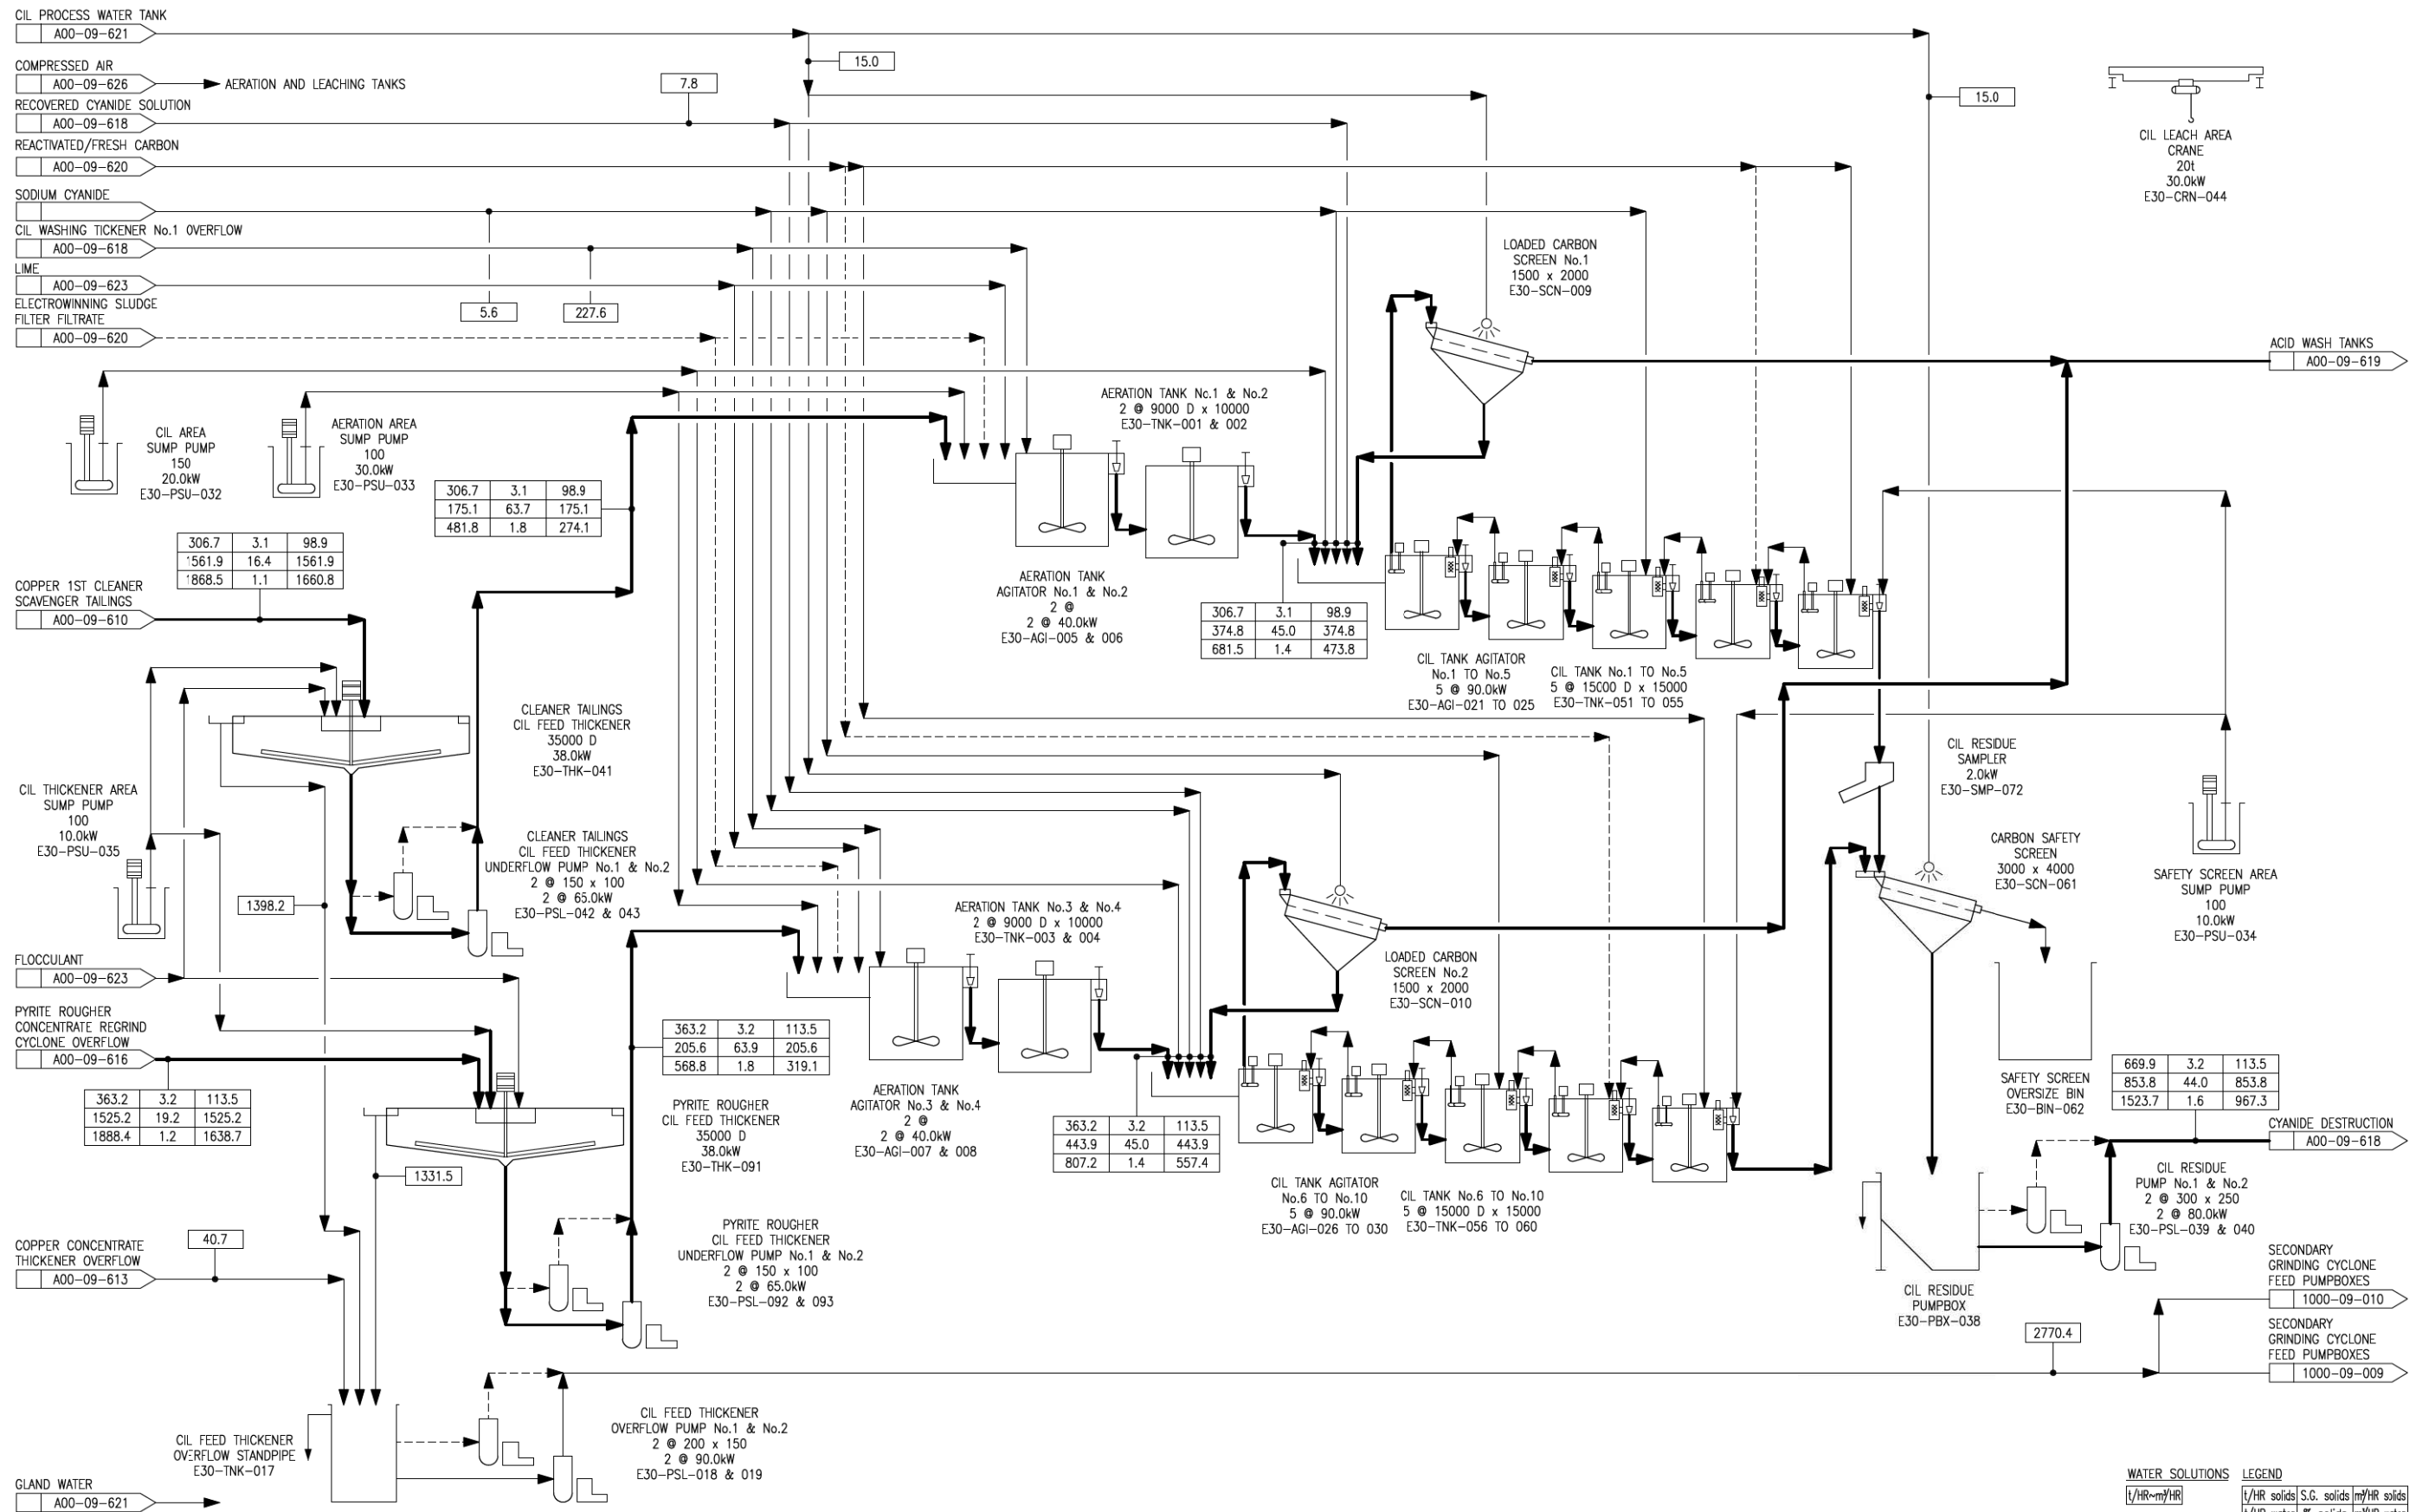 CIL PROCESS WATER TANK
A00-09-621
15.0
COMPRESSED AIR
A00-09-626
AERATION AND LEACHING TANKS
7.8
15.0
RECOVERED CYANIDE SOLUTION
A00-09-618
REACTIVATED/FRESH CARBON
A00-09-620
CIL LEACH AREA
CRANE
20t
30.0kW
E30-CRN-044
SODIUM CYANIDE
CIL WASHING TICKENER No.1 OVERFLOW
A00-09-618
LIME
A00-09-623
ELECTROWINNING SLUDGE
FILTER FILTRATE
A00-09-620
5.6
227.6
LOADED CARBON
SCREEN No.1
1500 x 2000
E30-SCN-009
ACID WASH TANKS
A00-09-619
CIL AREA
SUMP PUMP
150
20.0kW
E30-PSU-032
AERATION AREA
SUMP PUMP
100
30.0kW
E30-PSU-033
AERATION TANK No.1 & No.2
2 @ 9000 D x 10000
E30-TNK-001 & 002
306.7 3.1 98.9
175.1 63.7 175.1
481.8 1.8 274.1
306.7 3.1 98.9
1561.9 16.4 1561.9
1868.5 1.1 1660.8
COPPER 1ST CLEANER
SCAVENGER TAILINGS
A00-09-610
AERATION TANK
AGITATOR No.1 & No.2
2 @
2 @ 40.0kW
E30-AGI-005 & 006
306.7 3.1 98.9
374.8 45.0 374.8
681.5 1.4 473.8
CIL TANK AGITATOR
No.1 TO No.5
5 @ 90.0kW
E30-AGI-021 TO 025
CIL TANK No.1 TO No.5
5 @ 15000 D x 15000
E30-TNK-051 TO 055
CLEANER TAILINGS
CIL FEED THICKENER
35000 D
38.0kW
E30-THK-041
CIL RESIDUE
SAMPLER
2.0kW
E30-SMP-072
CIL THICKENER AREA
SUMP PUMP
100
10.0kW
E30-PSU-035
CLEANER TAILINGS
CIL FEED THICKENER
UNDERFLOW PUMP No.1 & No.2
2 @ 150 x 100
2 @ 65.0kW
E30-PSL-042 & 043
CARBON SAFETY
SCREEN
3000 x 4000
E30-SCN-061
SAFETY SCREEN AREA
SUMP PUMP
100
10.0kW
E30-PSU-034
1398.2
AERATION TANK No.3 & No.4
2 @ 9000 D x 10000
E30-TNK-003 & 004
LOADED CARBON
SCREEN No.2
1500 x 2000
E30-SCN-010
FLOCCULANT
A00-09-623
PYRITE ROUGHER
CONCENTRATE REGRIND
CYCLONE OVERFLOW
A00-09-616
363.2 3.2 113.5
1525.2 19.2 1525.2
1888.4 1.2 1638.7
363.2 3.2 113.5
205.6 63.9 205.6
568.8 1.8 319.1
PYRITE ROUGHER
CIL FEED THICKENER
35000 D
38.0kW
E30-THK-091
AERATION TANK
AGITATOR No.3 & No.4
2 @
2 @ 40.0kW
E30-AGI-007 & 008
363.2 3.2 113.5
443.9 45.0 443.9
807.2 1.4 557.4
SAFETY SCREEN
OVERSIZE BIN
E30-BIN-062
669.9 3.2 113.5
853.8 44.0 853.8
1523.7 1.6 967.3
CYANIDE DESTRUCTION
A00-09-618
1331.5
CIL TANK AGITATOR
No.6 TO No.10
5 @ 90.0kW
E30-AGI-026 TO 030
CIL TANK No.6 TO No.10
5 @ 15000 D x 15000
E30-TNK-056 TO 060
CIL RESIDUE
PUMP No.1 & No.2
2 @ 300 x 250
2 @ 80.0kW
E30-PSL-039 & 040
COPPER CONCENTRATE
THICKENER OVERFLOW
A00-09-613
40.7
PYRITE ROUGHER
CIL FEED THICKENER
UNDERFLOW PUMP No.1 & No.2
2 @ 150 x 100
2 @ 65.0kW
E30-PSL-092 & 093
CIL RESIDUE
PUMPBOX
E30-PBX-038
SECONDARY
GRINDING CYCLONE
FEED PUMPBOXES
1000-09-010
2770.4
SECONDARY
GRINDING CYCLONE
FEED PUMPBOXES
1000-09-009
CIL FEED THICKENER
OVERFLOW STANDPIPE
E30-TNK-017
CIL FEED THICKENER
OVERFLOW PUMP No.1 & No.2
2 @ 200 x 150
2 @ 90.0kW
E30-PSL-018 & 019
GLAND WATER
A00-09-621
WATER SOLUTIONS
t/HR~m³/HR
LEGEND
t/HR solids S.G. solids m³/HR solids
t/HR water % solids m³/HR water